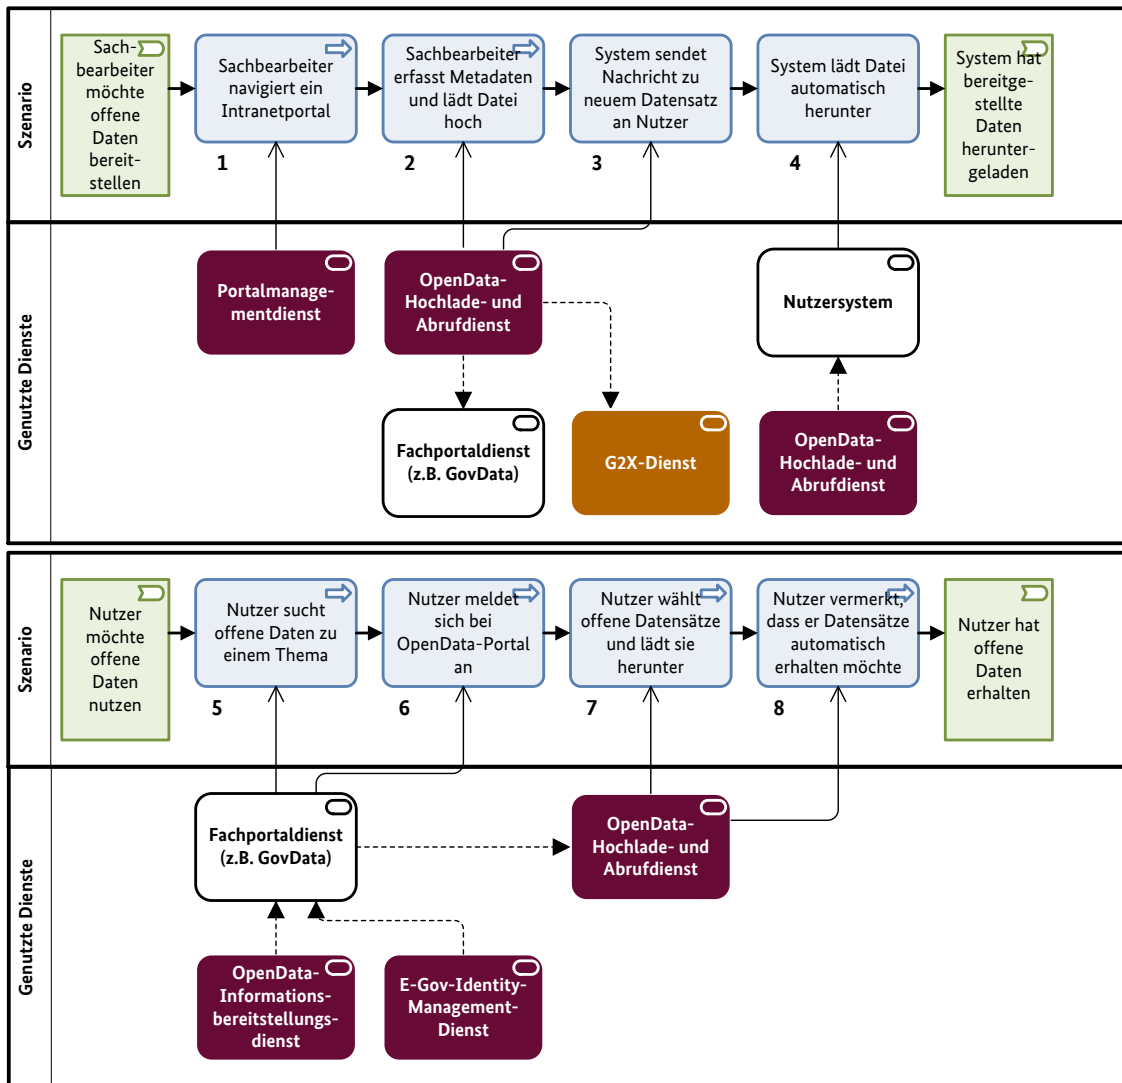 Szenario
Sach-
bearbeiter
möchte
offene
Daten
bereit-
stellen
Sachbearbeiter
navigiert ein
Intranetportal
1
Sachbearbeiter
erfasst Metadaten
und lädt Datei
hoch
2
System sendet
Nachricht zu
neuem Datensatz
an Nutzer
3
System lädt Datei
automatisch
herunter
4
System hat
bereitge-
stellte
Daten
herunter-
geladen
Genutzte Dienste
Portalmanage-
mentdienst
OpenData-
Hochlade- und
Abrufdienst
Nutzersystem
Fachportaldienst
(z.B. GovData)
G2X-Dienst
OpenData-
Hochlade- und
Abrufdienst
Szenario
Nutzer
möchte
offene
Daten
nutzen
Nutzer sucht
offene Daten zu
einem Thema
5
Nutzer meldet
sich bei
OpenData-Portal
an
6
Nutzer wählt
offene Datensätze
und lädt sie
herunter
7
Nutzer vermerkt,
dass er Datensätze
automatisch
erhalten möchte
8
Nutzer hat
offene
Daten
erhalten
Genutzte Dienste
Fachportaldienst
(z.B. GovData)
OpenData-
Hochlade- und
Abrufdienst
OpenData-
Informations-
bereitstellungs-
dienst
E-Gov-Identity-
Management-
Dienst